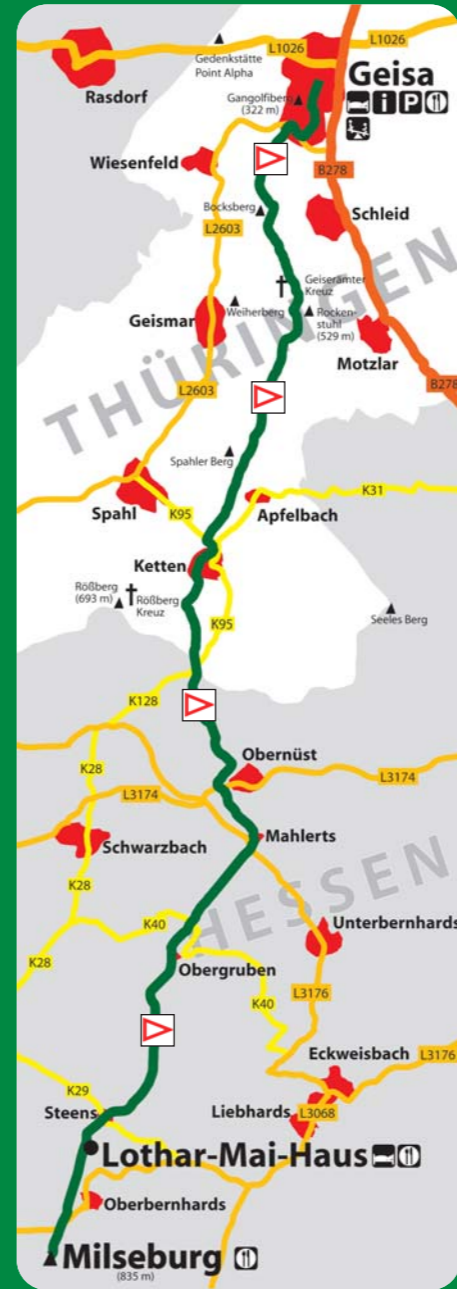 L1026
L1026
Gedenkstätte
Point Alpha
Rasdorf
Geisa
Gangolfiberg
(322 m)
i P
Wiesenfeld
B278
Bocksberg
Schleid
L2603
THÜRINGEN
Geiserämter
Kreuz
Weiherberg
Rocken-
stuhl
(529 m)
Geismar
Motzlar
L2603
B278
Spahler Berg
K31
Spahl
K95
Apfelbach
Ketten
Rößberg
(693 m)
Rößberg
Kreuz
Seeles Berg
K95
K128
K28
Obernüst
L3174
L3174
Mahlerts
Schwarzbach
HESSEN
K28
K40
Unterbernhards
K28
Obergruben
L3176
K40
Eckweisbach
L3176
K29
Liebhards
L3068
Steens
Lothar-Mai-Haus
Oberbernhards
Milseburg
(835 m)